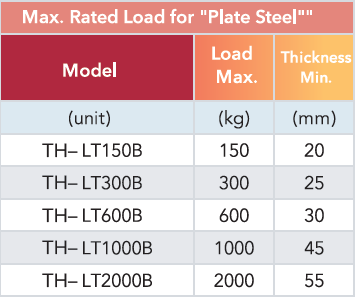 Max. Rated Load for "Plate Steel""
Model Load Max. Thickness Min.
(unit) (kg) (mm)
TH– LT150B 150 20
TH– LT300B 300 25
TH– LT600B 600 30
TH– LT1000B 1000 45
TH– LT2000B 2000 55